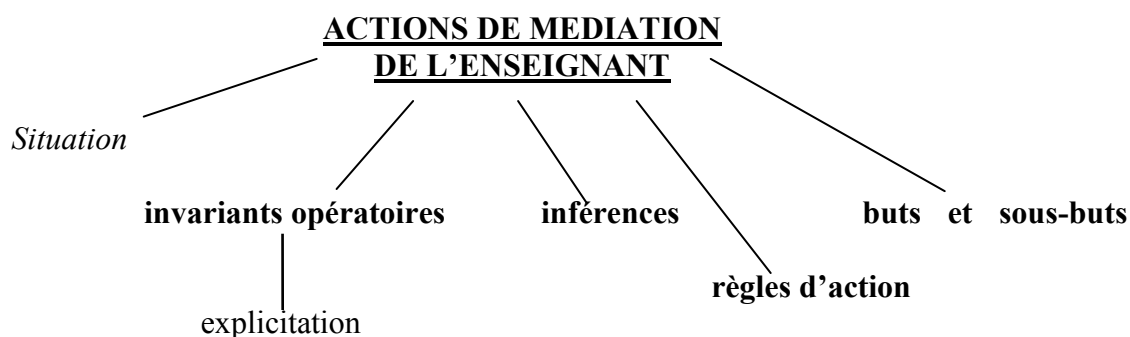 ACTIONS DE MEDIATION
DE L’ENSEIGNANT
Situation
invariants opératoires
inférences
buts et sous-buts
règles d’action
explicitation